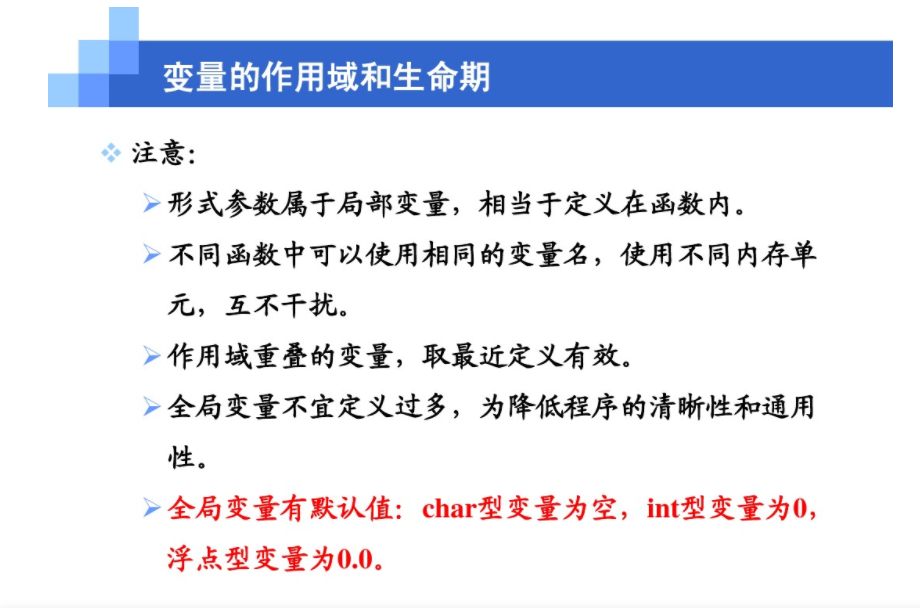 变量的作用域和生命期
注意：
形式参数属于局部变量，相当于定义在函数内。
不同函数中可以使用相同的变量名，使用不同内存单
元，互不干扰。
作用域重叠的变量，取最近定义有效。
全局变量不宜定义过多，为降低程序的清晰性和通用
性。
全局变量有默认值：char型变量为空，int型变量为0，
浮点型变量为0.0。